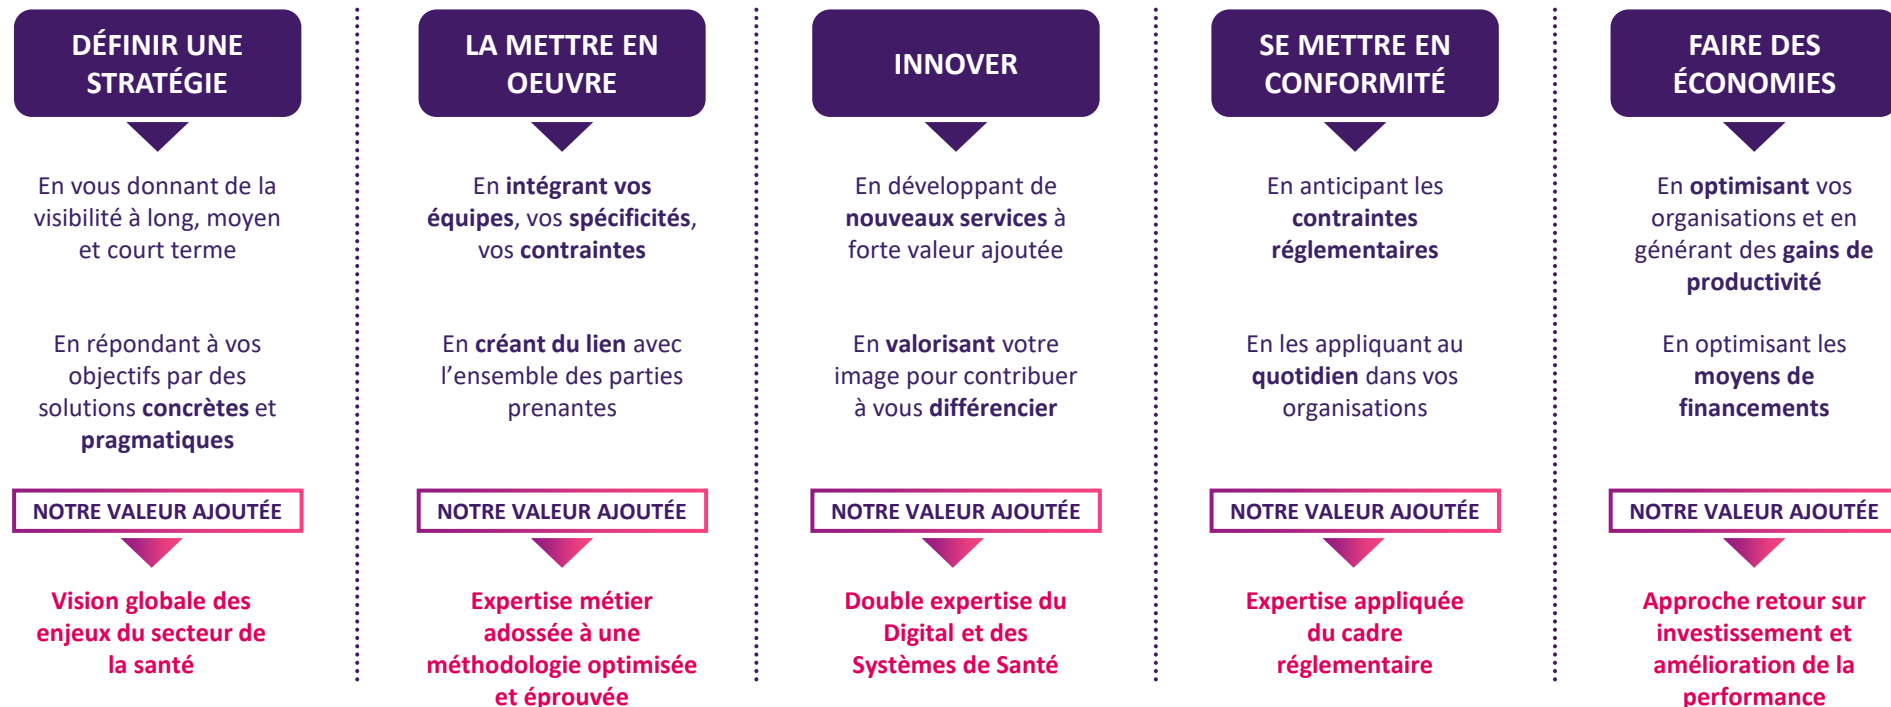 DÉFINIR UNE
STRATÉGIE
En vous donnant de la
visibilité à long, moyen
et court terme
En répondant à vos
objectifs par des
solutions concrètes et
pragmatiques
NOTRE VALEUR AJOUTÉE
Vision globale des
enjeux du secteur de
la santé
LA METTRE EN
OEUVRE
En intégrant vos
équipes, vos spécificités,
vos contraintes
En créant du lien avec
l’ensemble des parties
prenantes
NOTRE VALEUR AJOUTÉE
Expertise métier
adossée à une
méthodologie optimisée
et éprouvée
INNOVER
En développant de
nouveaux services à
forte valeur ajoutée
En valorisant votre
image pour contribuer
à vous différencier
NOTRE VALEUR AJOUTÉE
Double expertise du
Digital et des
Systèmes de Santé
SE METTRE EN
CONFORMITÉ
En anticipant les
contraintes
réglementaires
En les appliquant au
quotidien dans vos
organisations
NOTRE VALEUR AJOUTÉE
Expertise appliquée
du cadre
réglementaire
FAIRE DES
ÉCONOMIES
En optimisant vos
organisations et en
générant des gains de
productivité
En optimisant les
moyens de
financements
NOTRE VALEUR AJOUTÉE
Approche retour sur
investissement et
amélioration de la
performance